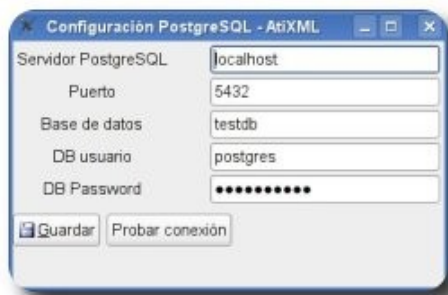 Configuración PostgreSQL - AtiXML
Servidor PostgreSQL localhost
Puerto 5432
Base de datos testdb
DB usuario postgres
DB Password ●●●●●●●●●●
Guardar Probar conexión